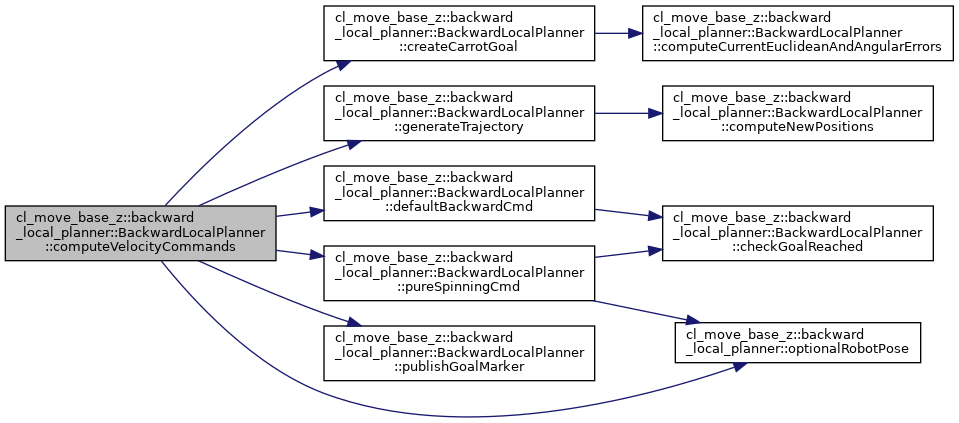 cl_move_base_z::backward
_local_planner::BackwardLocalPlanner
::computeVelocityCommands
cl_move_base_z::backward
_local_planner::BackwardLocalPlanner
::createCarrotGoal
cl_move_base_z::backward
_local_planner::BackwardLocalPlanner
::computeCurrentEuclideanAndAngularErrors
cl_move_base_z::backward
_local_planner::BackwardLocalPlanner
::generateTrajectory
cl_move_base_z::backward
_local_planner::BackwardLocalPlanner
::computeNewPositions
cl_move_base_z::backward
_local_planner::BackwardLocalPlanner
::defaultBackwardCmd
cl_move_base_z::backward
_local_planner::BackwardLocalPlanner
::checkGoalReached
cl_move_base_z::backward
_local_planner::BackwardLocalPlanner
::pureSpinningCmd
cl_move_base_z::backward
_local_planner::optionalRobotPose
cl_move_base_z::backward
_local_planner::BackwardLocalPlanner
::publishGoalMarker